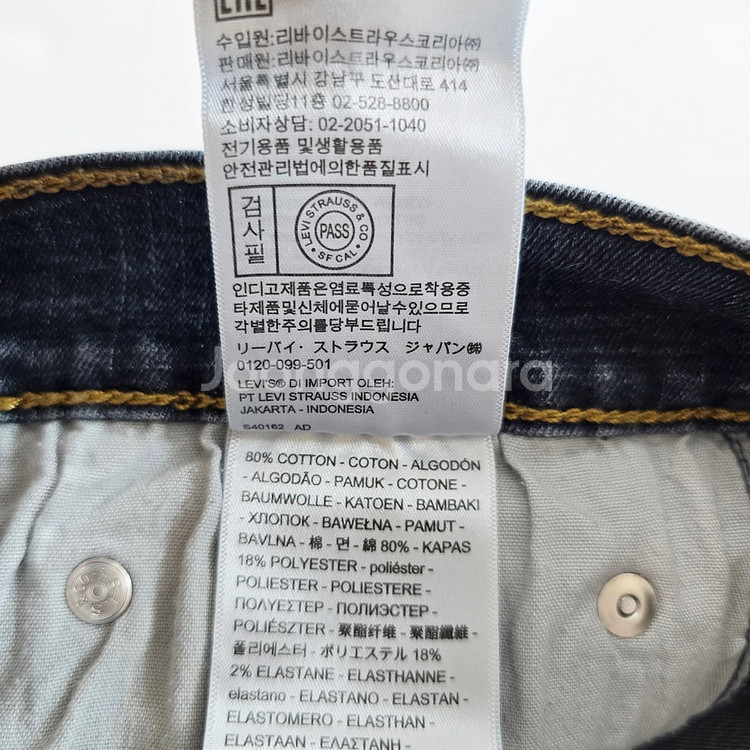 EAC
수입원:리바이스트라우스코리아㈜
판매원:리바이스트라우스코리아㈜
서울특별시 강남구 도산대로 414
한성빌딩11층 02-528-8800
소비자상담: 02-2051-1040
전기용품 및생활용품
안전관리법에의한품질표시
검사필
LEVI STRAUSS & CO
PASS
• SF CAL •
인디고제품은염료특성으로착용중
타제품및신체에묻어날수있으므로
각별한주의를당부드립니다
リーバイ・ストラウス ジャパン㈱
0120-099-501
Joonggonara
LEVI'S® DI IMPORT OLEH:
PT LEVI STRAUSS INDONESIA
JAKARTA - INDONESIA
S40162 AD
80% COTTON - COTON - ALGODÓN
- ALGODÃO - PAMUK - COTONE -
BAUMWOLLE - KATOEN - BAMBAKI
- ХЛОПОК - BAWEŁNA - PAMUT -
BAVLNA - 棉 - 면 - 綿 80% - KAPAS
18% POLYESTER - poliéster -
POLIESTER - POLIESTERE -
ΠΟΛΥΕΣΤΕΡ - ПОЛИЭСТЕР -
POLIÉSZTER - 聚酯纤维 - 聚酯纖維 -
폴리에스터 - ポリエステル 18%
2% ELASTANE - ELASTHANNE -
elastano - ELASTANO - ELASTAN -
ELASTOMERO - ELASTHAN -
ELASTAAN - ΕΛΑΣΤΑΝΗ -